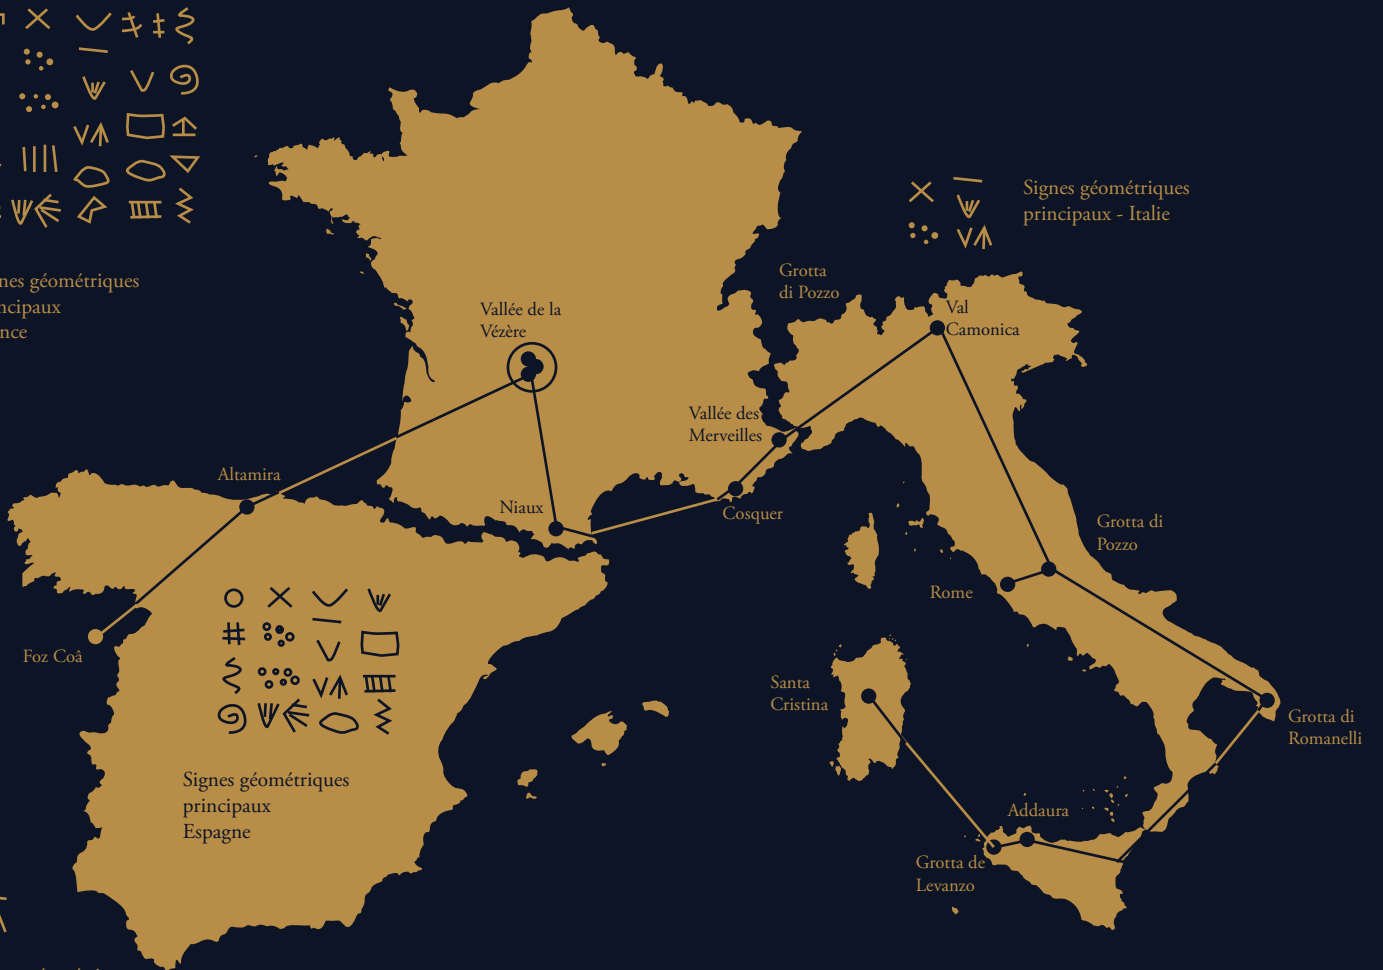 Signes géométriques
principaux - Italie
nes géométriques
ncipaux
nce
Grotta
di Pozzo
Val
Camonica
Vallée de la
Vézère
Vallée des
Merveilles
Altamira
Niaux
Cosquer
Grotta di
Pozzo
Rome
Foz Coâ
Santa
Cristina
Grotta di
Romanelli
Signes géométriques
principaux
Espagne
Addaura
Grotta de
Levanzo